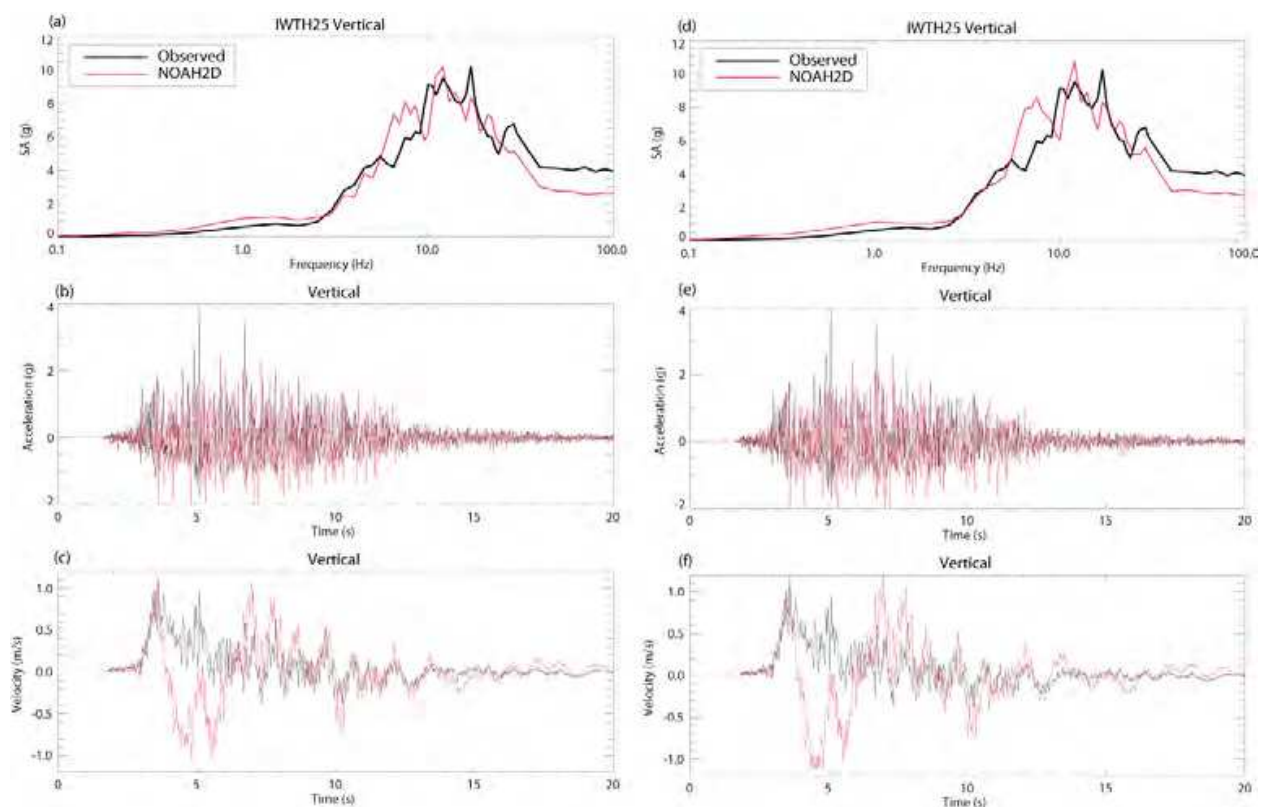 (a)
IWTH25 Vertical
12
10
8
6
4
2
0
SA (g)
Observed
NOAH2D
0.1
1.0
10.0
100.0
Frequency (Hz)
(b)
Vertical
4
2
0
2
Acceleration (g)
0
5
10
15
20
Time (s)
(c)
Vertical
1.0
0.5
0.0
-0.5
-1.0
Velocity (m/s)
0
5
10
15
20
Time (s)
(d)
IWTH25 Vertical
12
10
8
6
4
2
0
SA (g)
Observed
NOAH2D
0.1
1.0
10.0
100.0
Frequency (Hz)
(e)
Vertical
4
2
0
-2
Acceleration (g)
0
5
10
15
20
Time (s)
(f)
Vertical
1.0
0.5
0.0
-0.5
-1.0
Velocity (m/s)
0
5
10
15
20
Time (s)